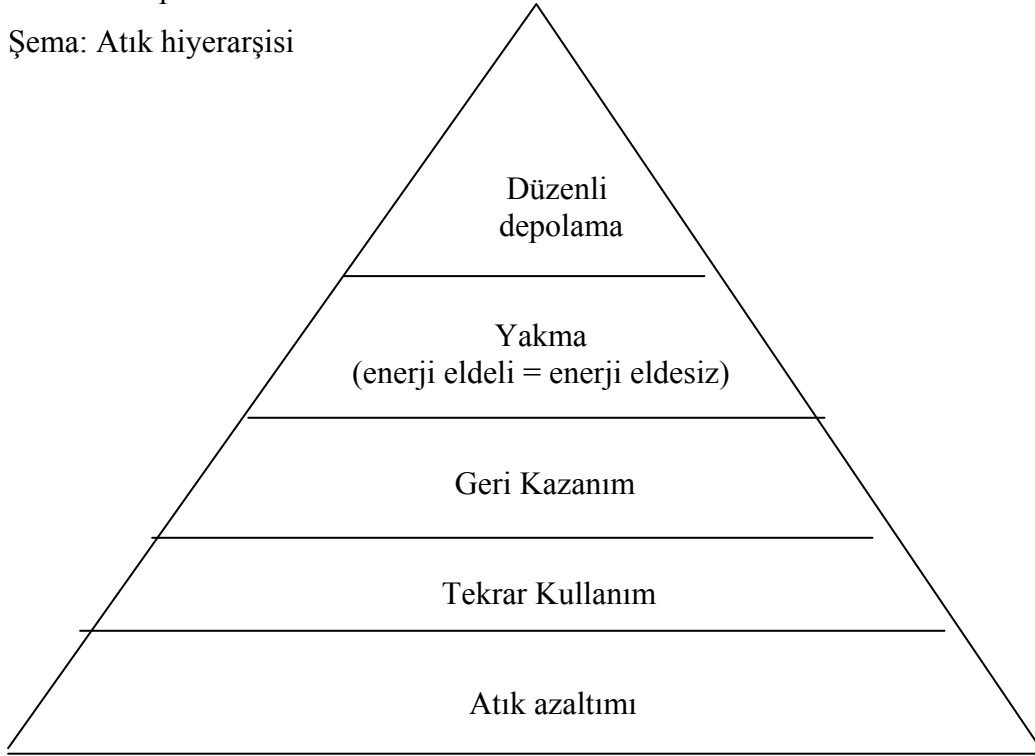 Şema: Atık hiyerarşisi
Düzenli
depolama
Yakma
(enerji eldeli = enerji eldesiz)
Geri Kazanım
Tekrar Kullanım
Atık azaltımı